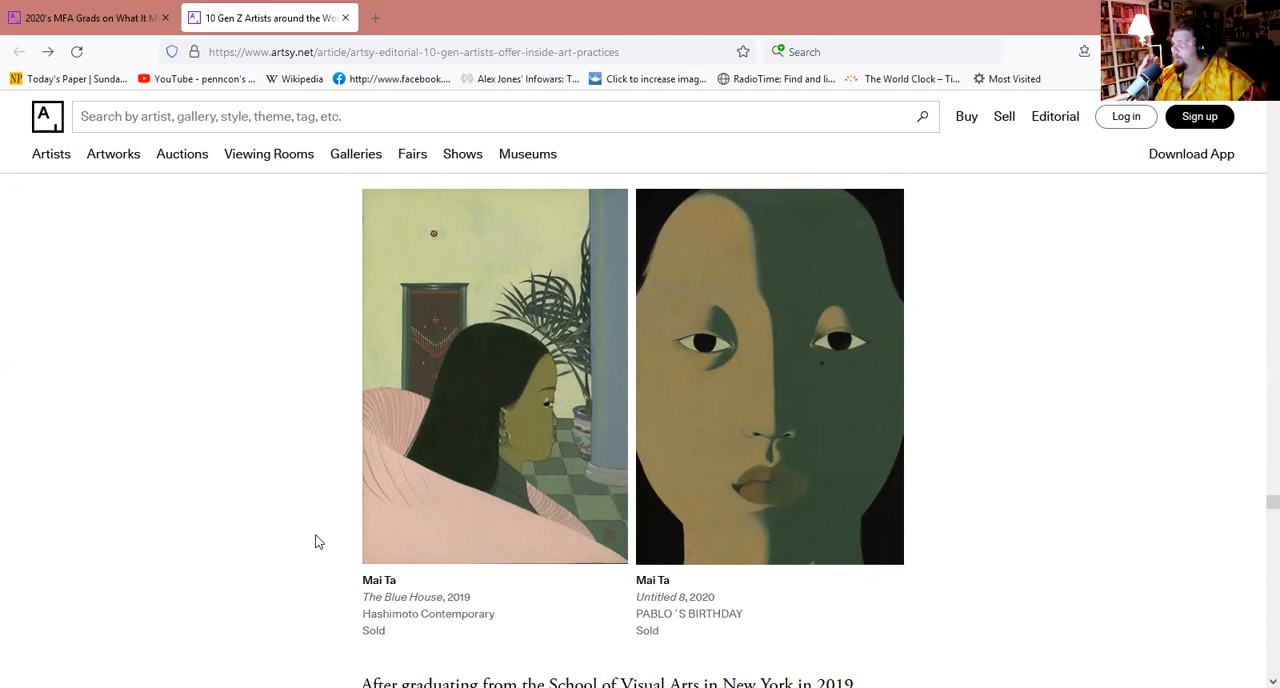 2020's MFA Grads on What It M
10 Gen Z Artists around the Wor
https://www.artsy.net/article/artsy-editorial-10-gen-artists-offer-inside-art-practices
Search
Today's Paper | Sunda...
YouTube - penncon's ...
Wikipedia
http://www.facebook....
Alex Jones' Infowars: T...
Click to increase imag...
RadioTime: Find and li...
The World Clock – Ti...
Most Visited
A
Search by artist, gallery, style, theme, tag, etc.
Buy
Sell
Editorial
Log in
Sign up
Artists
Artworks
Auctions
Viewing Rooms
Galleries
Fairs
Shows
Museums
Download App
Mai Ta
The Blue House, 2019
Hashimoto Contemporary
Sold
Mai Ta
Untitled 8, 2020
PABLO´S BIRTHDAY
Sold
After graduating from the School of Visual Arts in New York in 2019